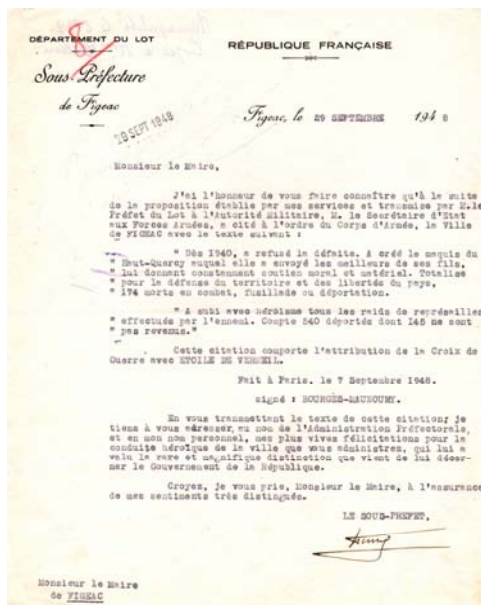 DÉPARTEMENT DU LOT
8
RÉPUBLIQUE FRANÇAISE
Sous-Préfecture
de Figeac
Figeac, le 29 SEPTEMBRE 194 8
29 SEPT 1948
Monsieur le Maire,
J'ai l'honneur de vous faire connaître qu'à la suite
de la proposition établie par mes services et transmise par M.le
Préfet du Lot à l'Autorité Militaire, M. le Secrétaire d'Etat
aux Forces Armées, a cité à l'ordre du Corps d'Armée, la Ville
de FIGEAC avec le texte suivant :
" Dès 1940, a refusé la défaite. A créé le maquis du
" Haut-Quercy auquel elle a envoyé les meilleurs de ses fils,
" lui donnant constamment soutien moral et matériel. Totalise
" pour la défense du territoire et des libertés du pays,
" 174 morts en combat, fusillade ou déportation.
" A subi avec héroïsme tous les raids de représailles
" effectués par l'ennemi. Compte 540 déportés dont 145 ne sont
" pas revenus."
Cette citation comporte l'attribution de la Croix de
Guerre avec ETOILE DE VERMEIL.
Fait à Paris. le 7 Septembre 1948.
signé : BOURGÈS-MAUNOURY.
En vous transmettant le texte de cette citation; je
tiens à vous adresser, au nom de l'Administration Préfectorale,
et en mon nom personnel, mes plus vives félicitations pour la
conduite héroïque de la ville que vous administrez, qui lui a
valu la rare et magnifique distinction que vient de lui décer-
ner le Gouvernement de la République.
Croyez, je vous prie, Monsieur le Maire, à l'assurance
de mes sentiments très distingués.
LE SOUS-PREFET,
Monsieur le Maire
de FIGEAC